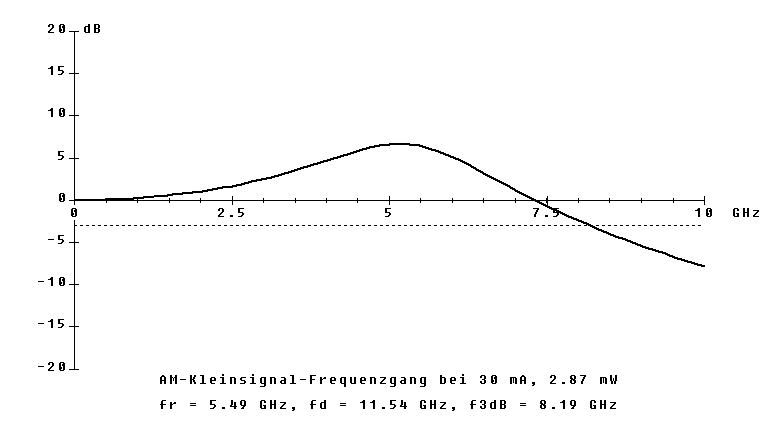 20 dB
15
10
5
0
0 2.5 5 7.5 10 GHz
-5
-10
-15
-20
AM-Kleinsignal-Frequenzgang bei 30 mA, 2.87 mW
fr = 5.49 GHz, fd = 11.54 GHz, f3dB = 8.19 GHz